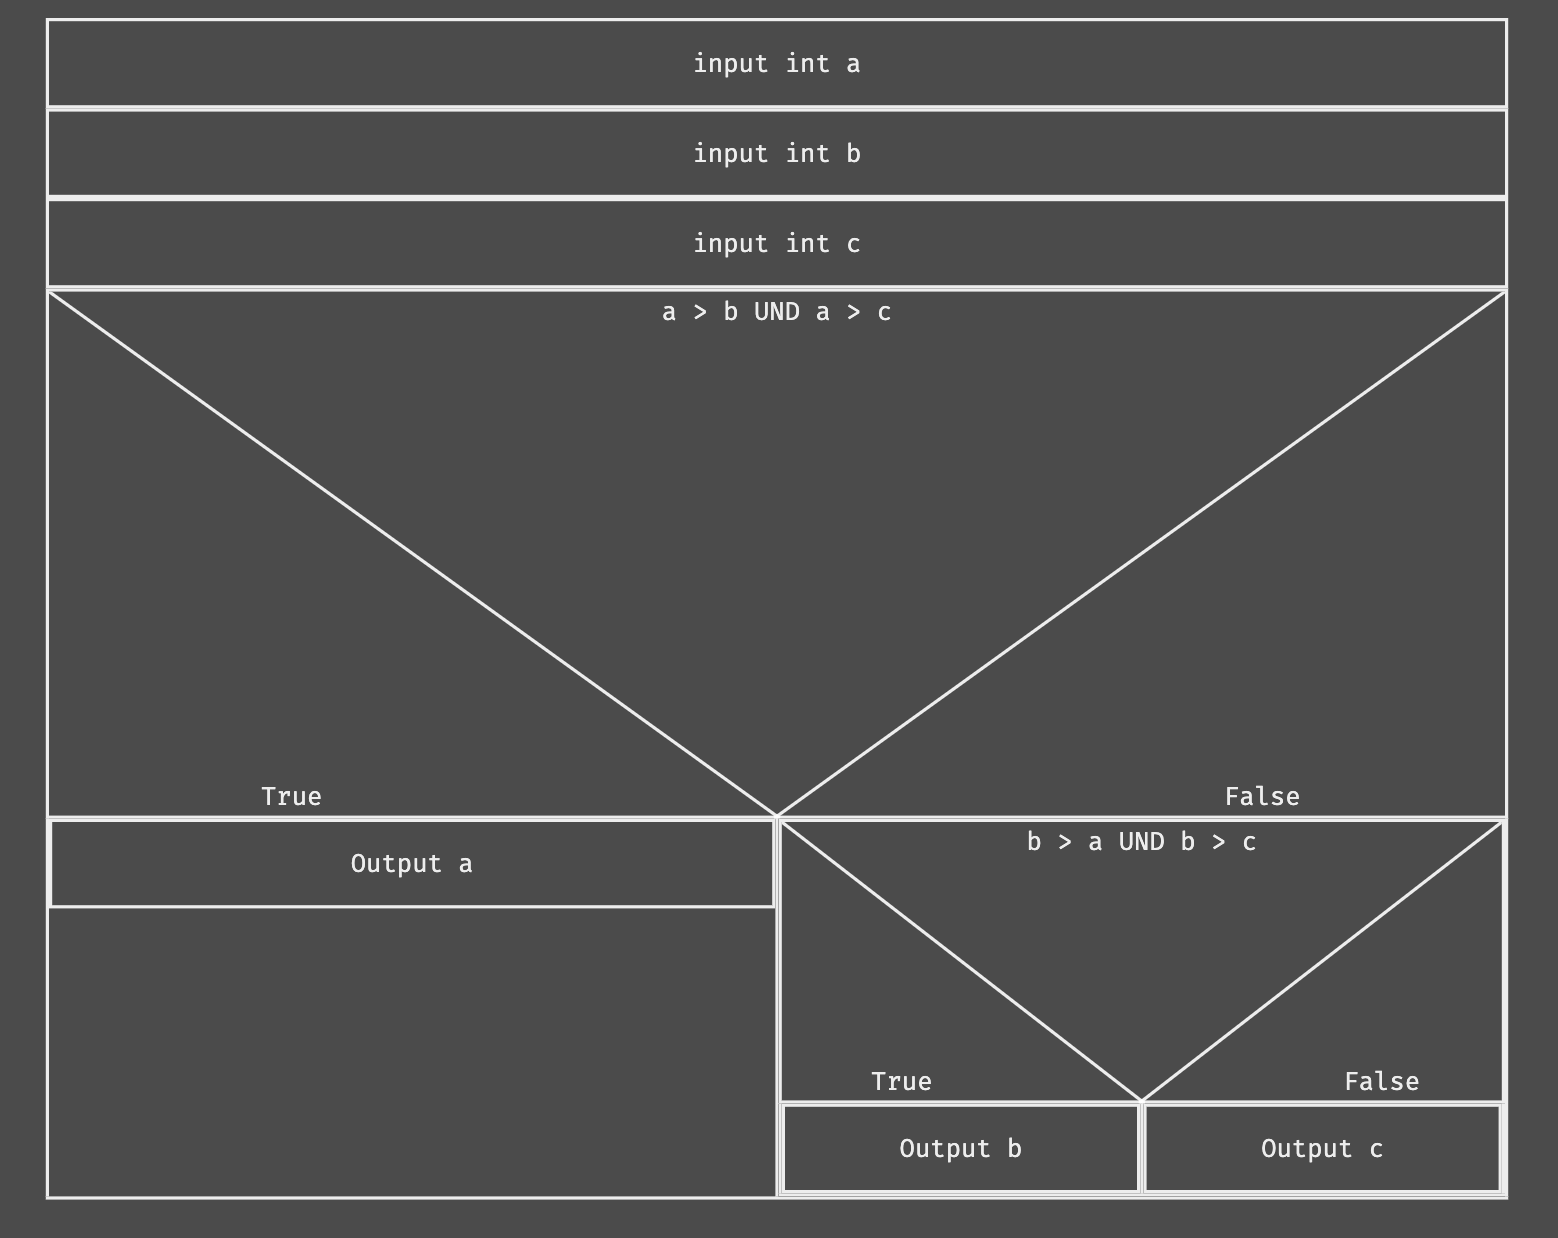 input int a
input int b
input int c
a > b UND a > c
True
False
Output a
b > a UND b > c
True
False
Output b
Output c